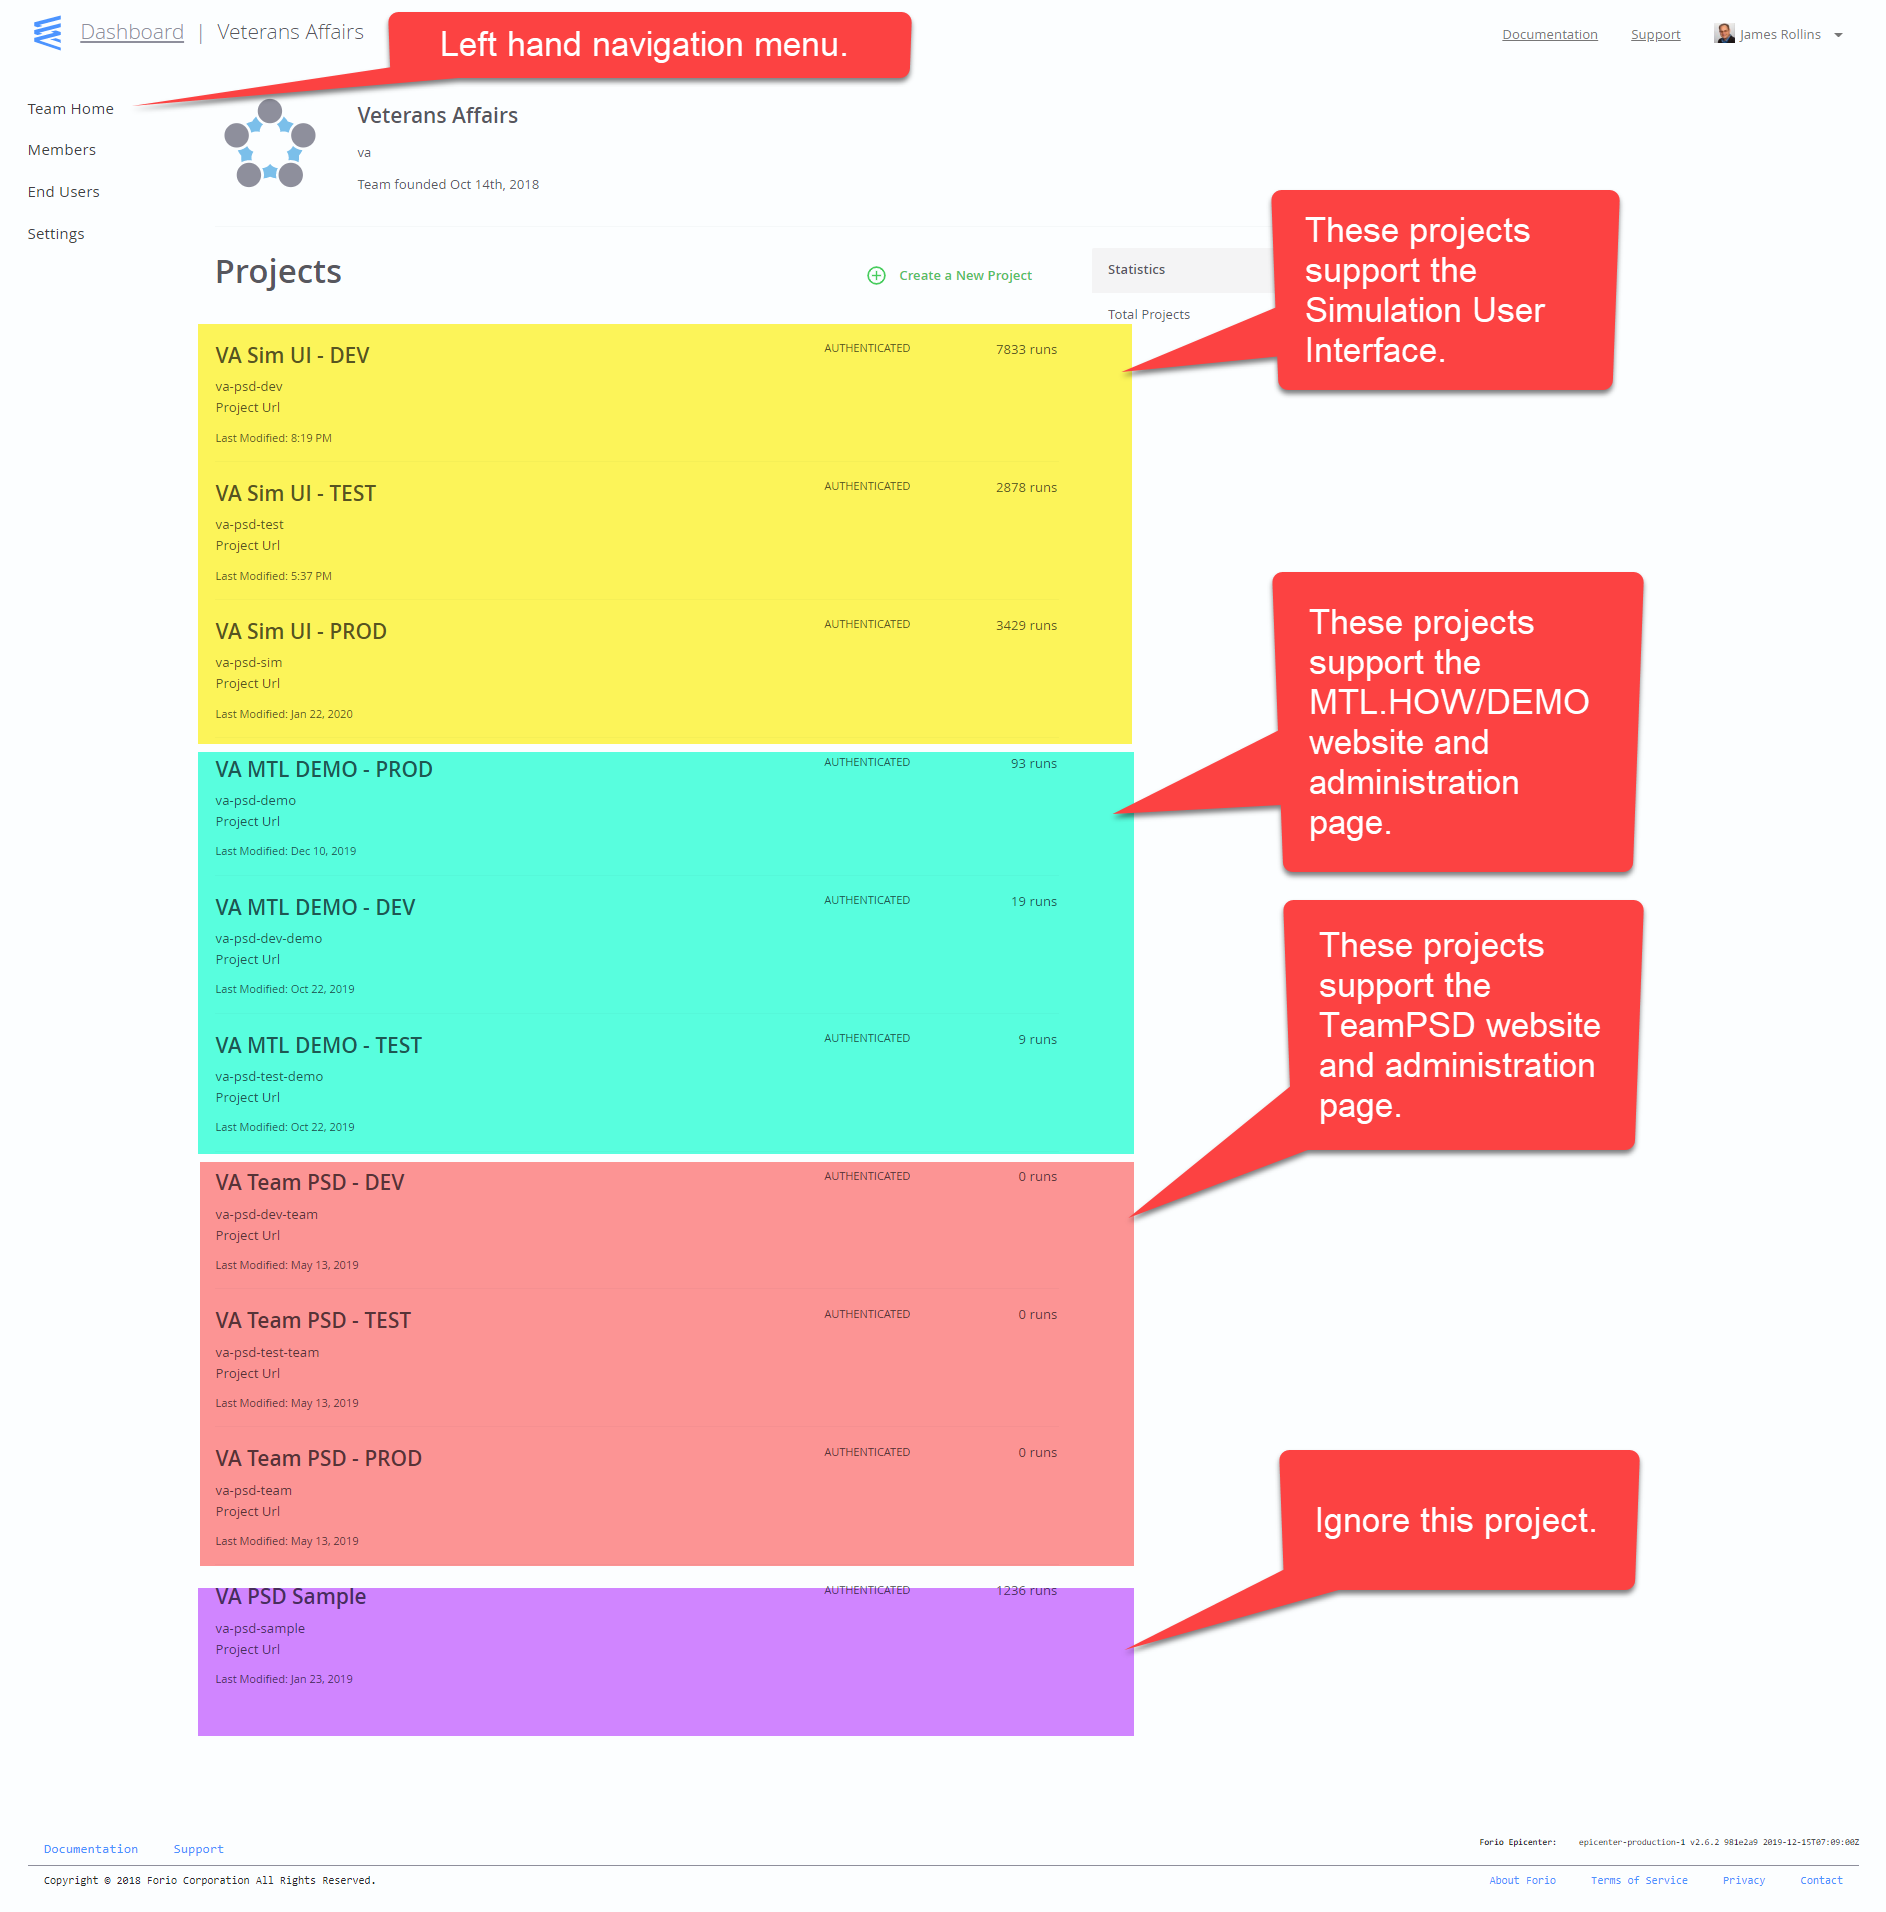 Dashboard | Veterans Affairs
Left hand navigation menu.
Documentation
Support
James Rollins
Team Home
Members
End Users
Settings
Veterans Affairs
va
Team founded Oct 14th, 2018
Projects
Create a New Project
Statistics
Total Projects
These projects
support the
Simulation User
Interface.
VA Sim UI - DEV
AUTHENTICATED
7833 runs
va-psd-dev
Project Url
Last Modified: 8:19 PM
VA Sim UI - TEST
AUTHENTICATED
2878 runs
va-psd-test
Project Url
Last Modified: 5:37 PM
VA Sim UI - PROD
AUTHENTICATED
3429 runs
va-psd-sim
Project Url
Last Modified: Jan 22, 2020
These projects
support the
MTL.HOW/DEMO
website and
administration
page.
VA MTL DEMO - PROD
AUTHENTICATED
93 runs
va-psd-demo
Project Url
Last Modified: Dec 10, 2019
VA MTL DEMO - DEV
AUTHENTICATED
19 runs
va-psd-dev-demo
Project Url
Last Modified: Oct 22, 2019
VA MTL DEMO - TEST
AUTHENTICATED
9 runs
va-psd-test-demo
Project Url
Last Modified: Oct 22, 2019
These projects
support the
TeamPSD website
and administration
page.
VA Team PSD - DEV
AUTHENTICATED
0 runs
va-psd-dev-team
Project Url
Last Modified: May 13, 2019
VA Team PSD - TEST
AUTHENTICATED
0 runs
va-psd-test-team
Project Url
Last Modified: May 13, 2019
VA Team PSD - PROD
AUTHENTICATED
0 runs
va-psd-team
Project Url
Last Modified: May 13, 2019
Ignore this project.
VA PSD Sample
AUTHENTICATED
1236 runs
va-psd-sample
Project Url
Last Modified: Jan 23, 2019
Documentation
Support
Forio Epicenter: epicenter-production-1 v2.6.2 981e2a9 2019-12-15T07:09:00Z
Copyright © 2018 Forio Corporation All Rights Reserved.
About Forio
Terms of Service
Privacy
Contact